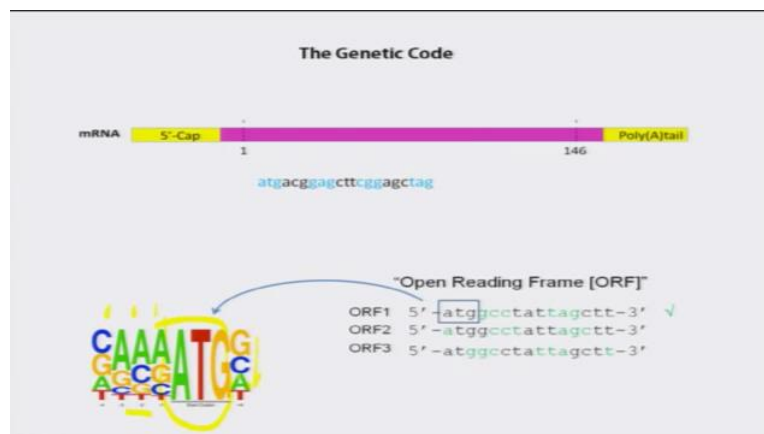 The Genetic Code
mRNA 5'-Cap Poly(A)tail
1 146
atgacggagcttcggagctag
"Open Reading Frame [ORF]"
ORF1 5'-atggcctattagctt-3' √
ORF2 5'-atggcctattagctt-3'
ORF3 5'-atggcctattagctt-3'
CAAAATGG